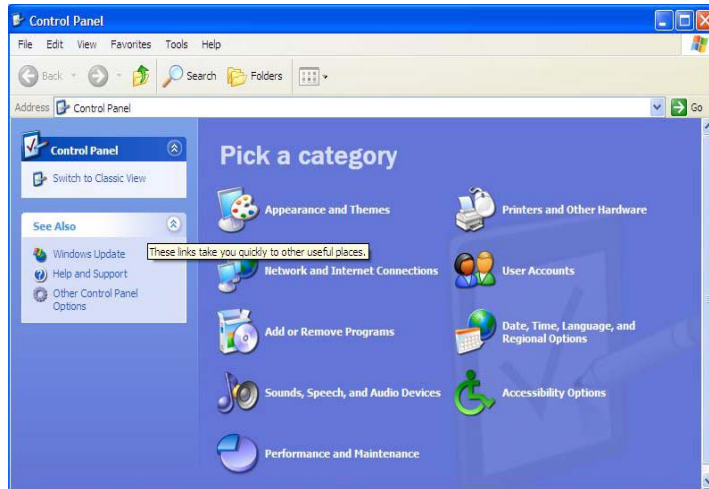 Control Panel
File Edit View Favorites Tools Help
Back Search Folders
Address Control Panel Go
Control Panel
Switch to Classic View
See Also
Windows Update
Help and Support
Other Control Panel
Options
These links take you quickly to other useful places.
Pick a category
Appearance and Themes
Printers and Other Hardware
Network and Internet Connections
User Accounts
Add or Remove Programs
Date, Time, Language, and
Regional Options
Sounds, Speech, and Audio Devices
Accessibility Options
Performance and Maintenance